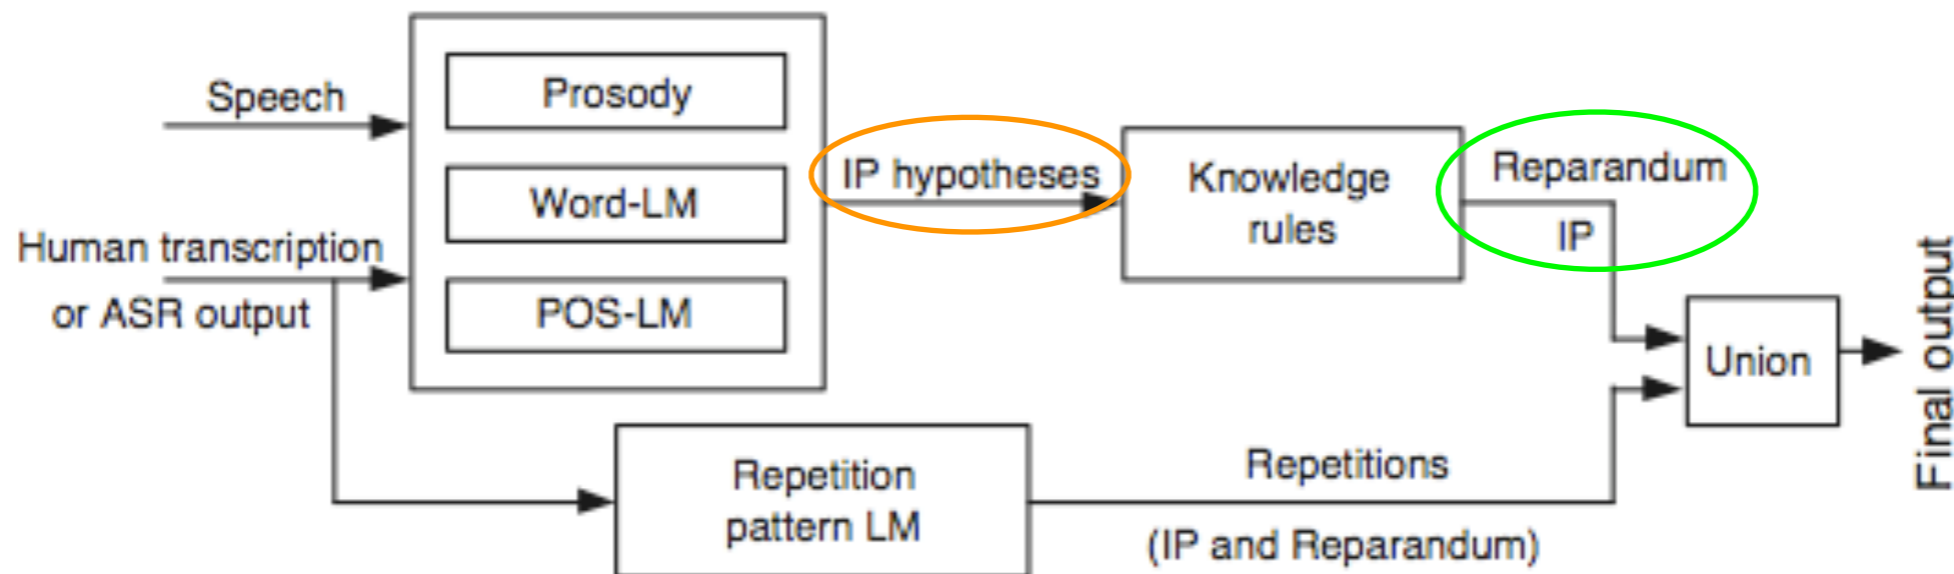 Speech
Human transcription
or ASR output
Prosody
Word-LM
POS-LM
IP hypotheses
Knowledge
rules
Reparandum
IP
Repetition
pattern LM
Repetitions
(IP and Reparandum)
Union
Final output